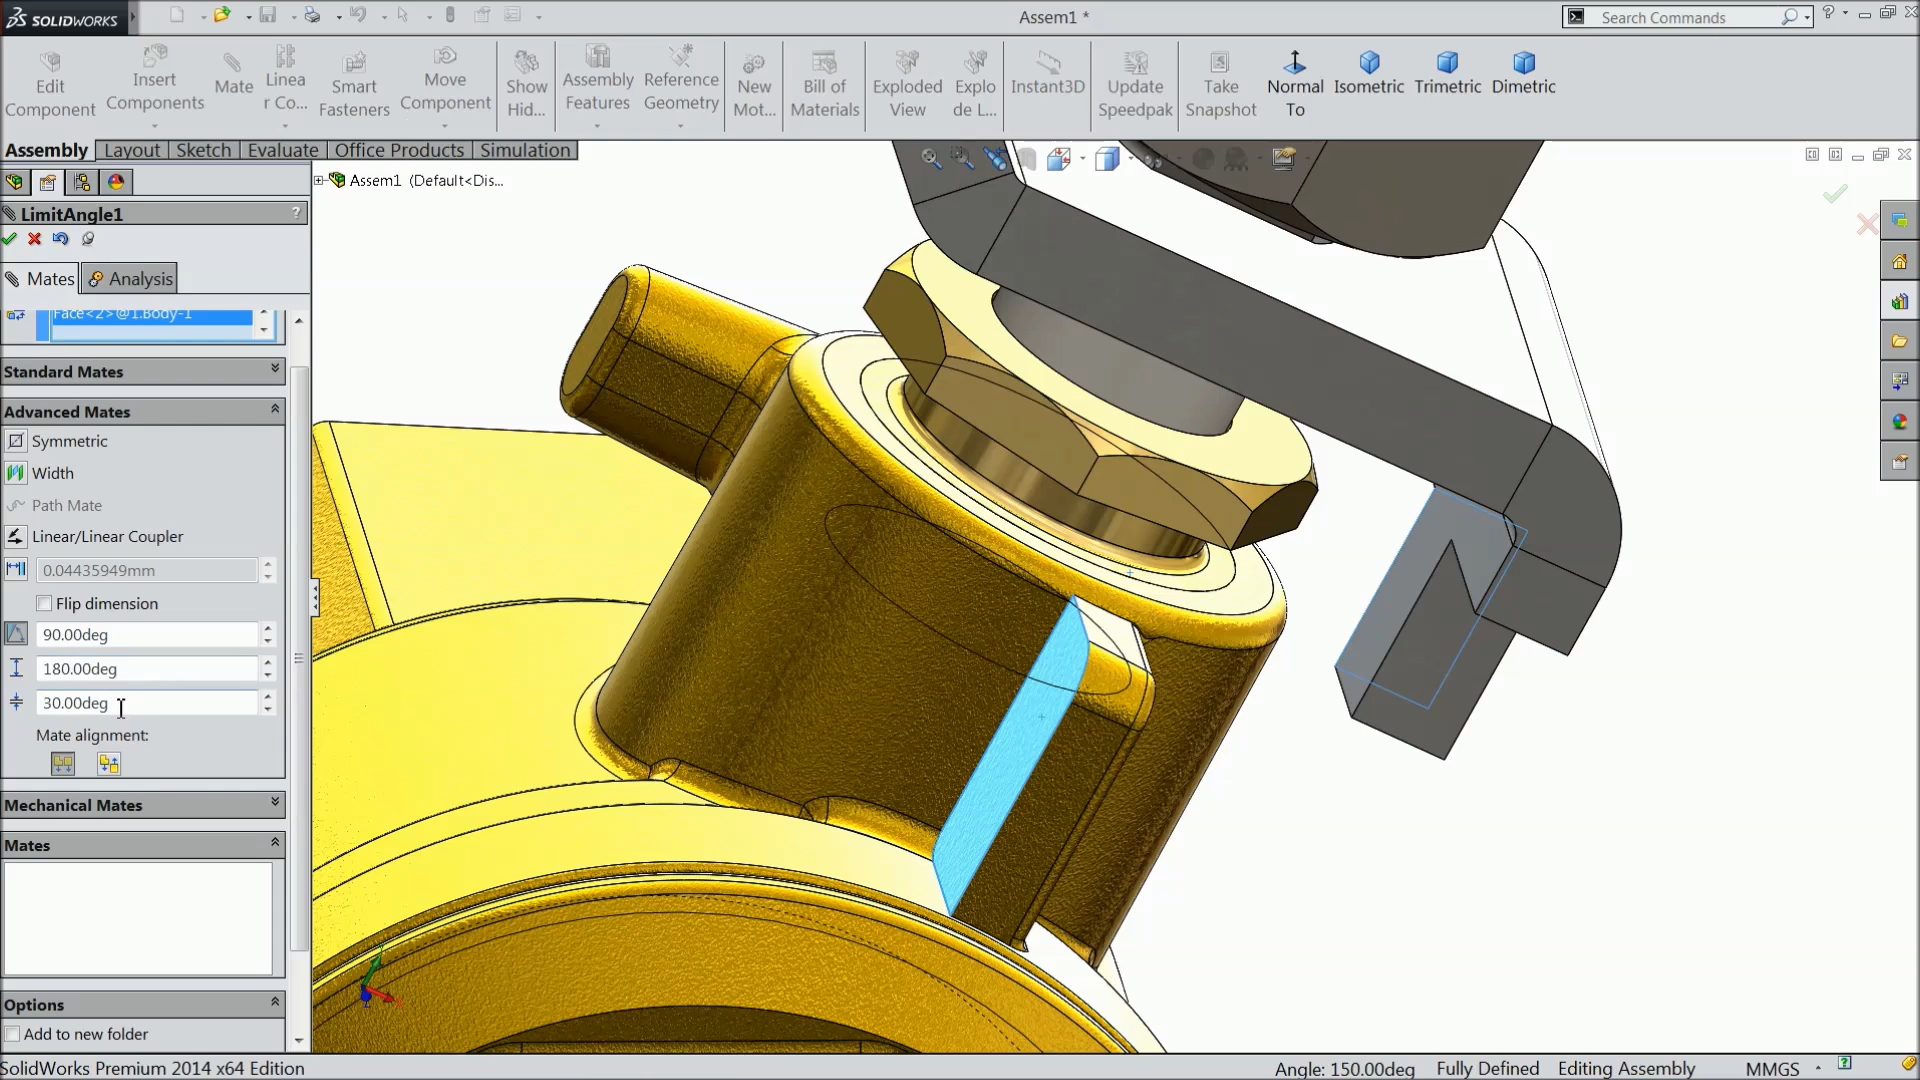 SOLIDWORKS
Assem1 *
Search Commands
Edit Component
Insert Components
Mate
Linea r Co...
Smart Fasteners
Move Component
Show Hid...
Assembly Features
Reference Geometry
New Mot...
Bill of Materials
Exploded View
Explo de L...
Instant3D
Update Speedpak
Take Snapshot
Normal To
Isometric
Trimetric
Dimetric
Assembly
Layout
Sketch
Evaluate
Office Products
Simulation
Assem1 (Default<Dis...
LimitAngle1
?
Mates
Analysis
Face<2>@1.Body-1
Standard Mates
Advanced Mates
Symmetric
Width
Path Mate
Linear/Linear Coupler
0.04435949mm
Flip dimension
90.00deg
180.00deg
30.00deg
Mate alignment:
Mechanical Mates
Mates
Options
Add to new folder
SolidWorks Premium 2014 x64 Edition
Angle: 150.00deg
Fully Defined
Editing Assembly
MMGS